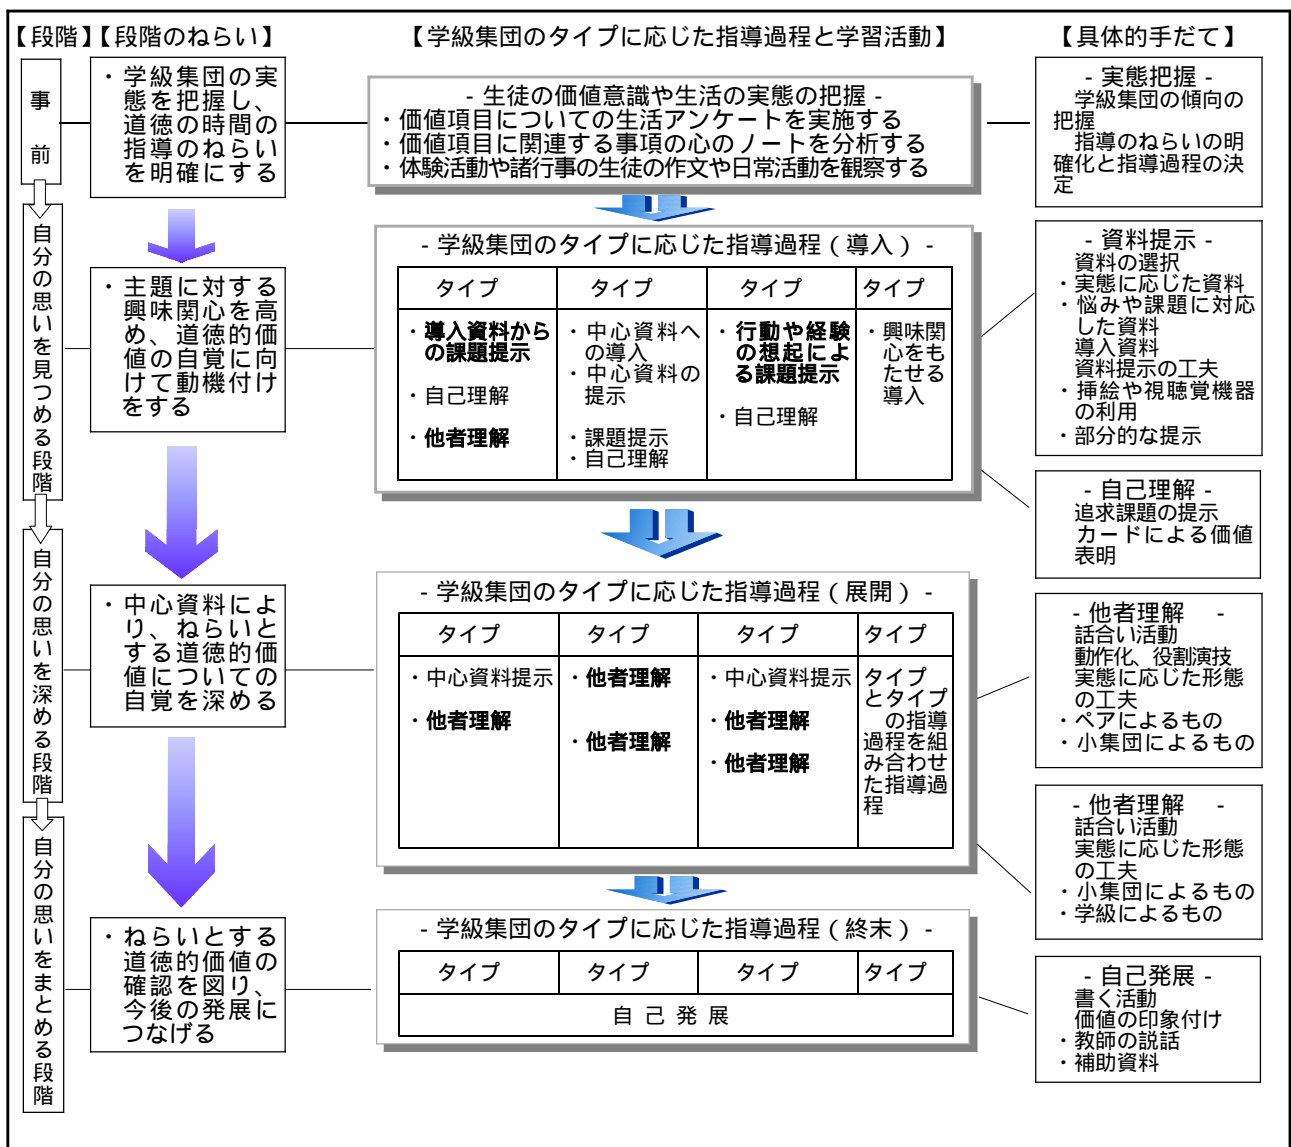 【段階】【段階のねらい】
【学級集団のタイプに応じた指導過程と学習活動】
【具体的手だて】
事前
自分の思いを見つめる段階
自分の思いを深める段階
自分の思いをまとめる段階
・学級集団の実
態を把握し、
道徳の時間の
指導のねらい
を明確にする
・主題に対する
興味関心を高
め、道徳的価
値の自覚に向
けて動機付け
をする
・中心資料によ
り、ねらいと
する道徳的価
値についての
自覚を深める
・ねらいとする
道徳的価値の
確認を図り、
今後の発展に
つなげる
- 生徒の価値意識や生活の実態の把握 -
・価値項目についての生活アンケートを実施する
・価値項目に関連する事項の心のノートを分析する
・体験活動や諸行事の生徒の作文や日常活動を観察する
- 学級集団のタイプに応じた指導過程（導入）-
タイプ
タイプ
タイプ
タイプ
・導入資料から
の課題提示
・自己理解
・他者理解
・中心資料へ
の導入
・中心資料の
提示
・課題提示
・自己理解
・行動や経験
の想起によ
る課題提示
・自己理解
・興味関
心をも
たせる
導入
- 学級集団のタイプに応じた指導過程（展開）-
タイプ
タイプ
タイプ
タイプ
・中心資料提示
・他者理解
・他者理解
・他者理解
・中心資料提示
・他者理解
・他者理解
タイプ
とタイプ
の指導
過程を組
み合わせ
た指導過
程
- 学級集団のタイプに応じた指導過程（終末）-
タイプ
タイプ
タイプ
タイプ
自己発展
- 実態把握 -
学級集団の傾向の
把握
指導のねらいの明
確化と指導過程の決
定
- 資料提示 -
資料の選択
・実態に応じた資料
・悩みや課題に対応
した資料
導入資料
資料提示の工夫
・挿絵や視聴覚機器
の利用
・部分的な提示
- 自己理解 -
追求課題の提示
カードによる価値
表明
- 他者理解 -
話合い活動
動作化、役割演技
実態に応じた形態
の工夫
・ペアによるもの
・小集団によるもの
- 他者理解 -
話合い活動
実態に応じた形態
の工夫
・小集団によるもの
・学級によるもの
- 自己発展 -
書く活動
価値の印象付け
・教師の説話
・補助資料